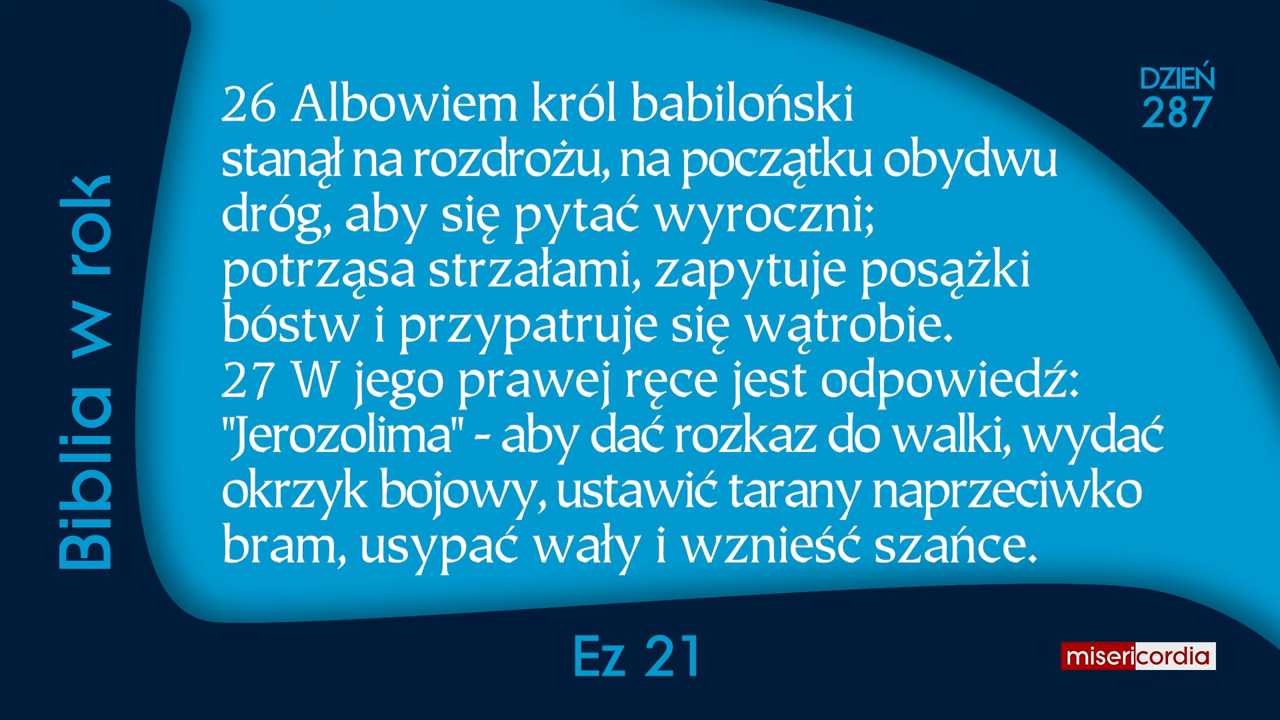 DZIEŃ
287
26 Albowiem król babiloński
stanął na rozdrożu, na początku obydwu
dróg, aby się pytać wyroczni;
potrząsa strzałami, zapytuje posążki
bóstw i przypatruje się wątrobie.
27 W jego prawej ręce jest odpowiedź:
"Jerozolima" - aby dać rozkaz do walki, wydać
okrzyk bojowy, ustawić tarany naprzeciwko
bram, usypać wały i wznieść szańce.
Biblia w rok
Ez 21
misericordia